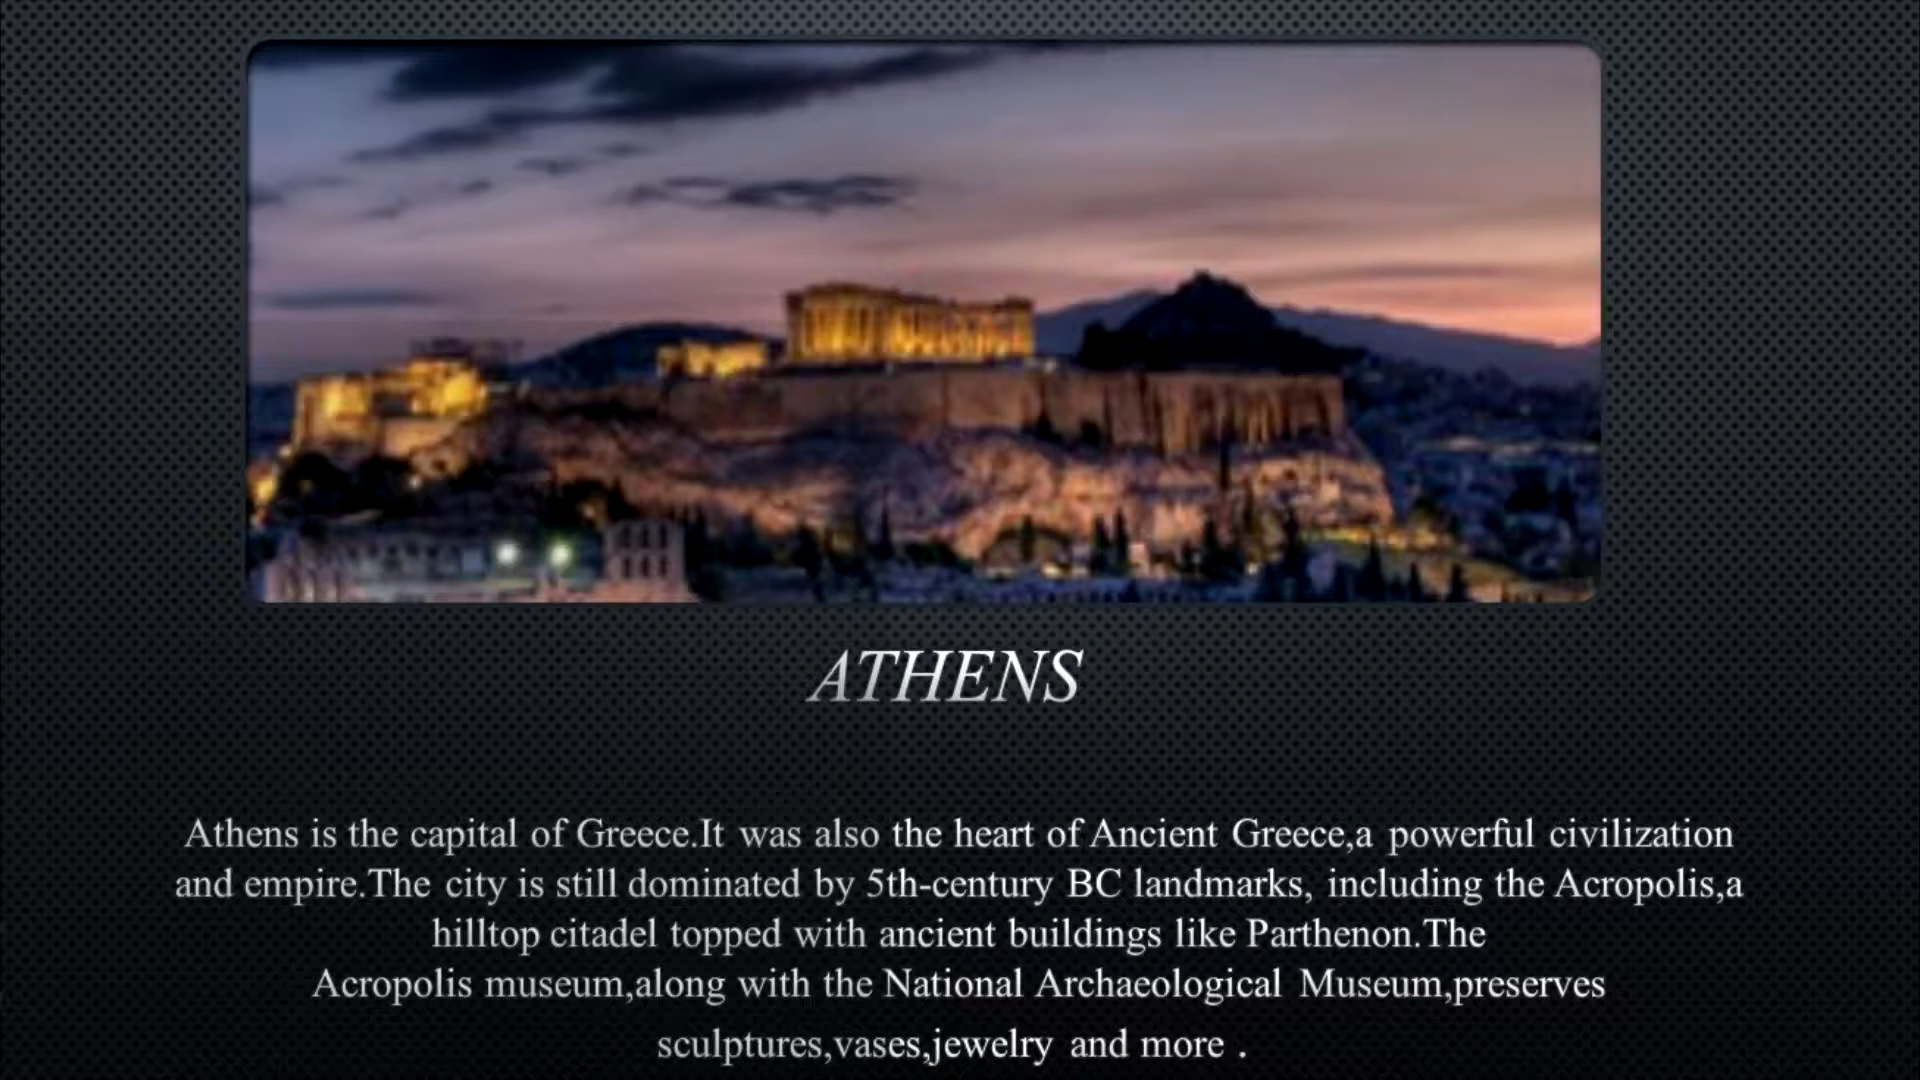 ATHENS
Athens is the capital of Greece.It was also the heart of Ancient Greece,a powerful civilization
and empire.The city is still dominated by 5th-century BC landmarks, including the Acropolis,a
hilltop citadel topped with ancient buildings like Parthenon.The
Acropolis museum,along with the National Archaeological Museum,preserves
sculptures,vases,jewelry and more .